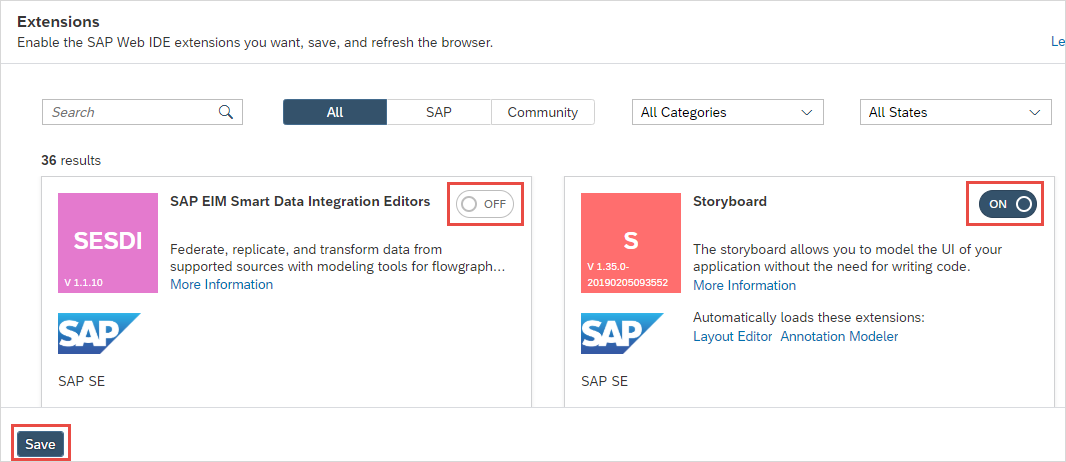 Extensions
Enable the SAP Web IDE extensions you want, save, and refresh the browser.
Le
Search
All
SAP
Community
All Categories
All States
36 results
SESDI
V 1.1.10
SAP EIM Smart Data Integration Editors
OFF
Federate, replicate, and transform data from
supported sources with modeling tools for flowgraph...
More Information
SAP
SAP SE
S
V 1.35.0-
20190205093552
Storyboard
ON
The storyboard allows you to model the UI of your
application without the need for writing code.
More Information
Automatically loads these extensions:
Layout Editor Annotation Modeler
SAP
SAP SE
Save